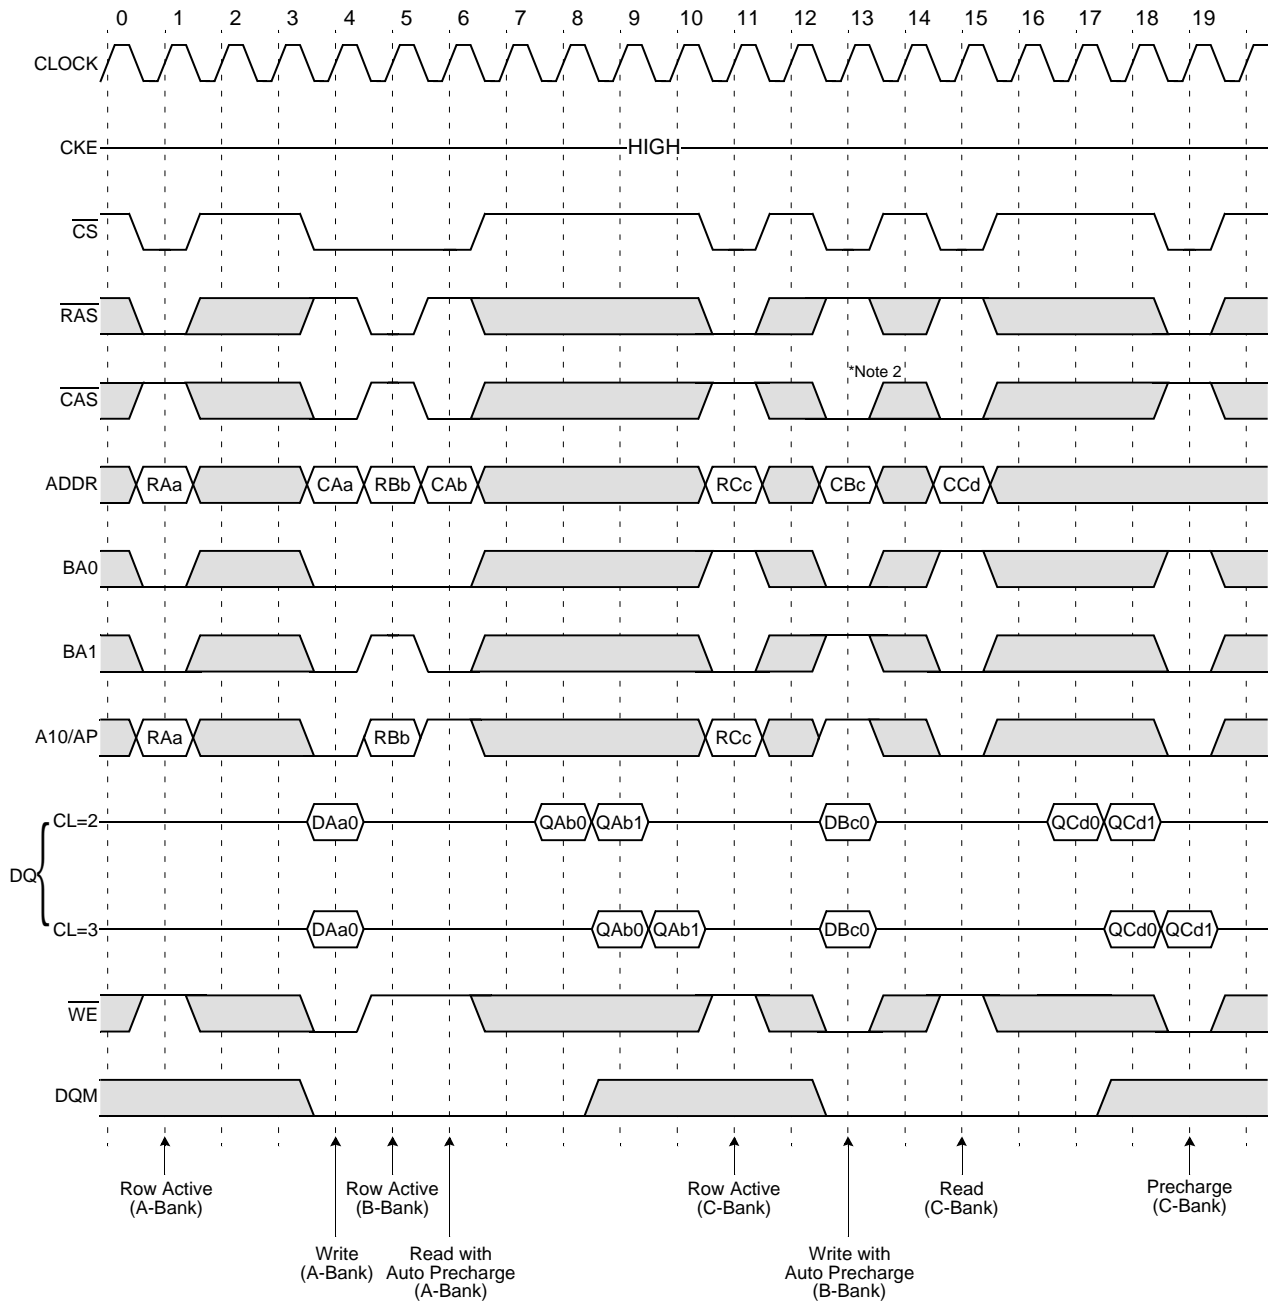 0 1 2 3 4 5 6 7 8 9 10 11 12 13 14 15 16 17 18 19
CLOCK
CKE HIGH
CS
RAS
*Note 2
CAS
ADDR RAa CAa RBb CAb RCc CBc CCd
BA0
BA1
A10/AP RAa RBb RCc
CL=2 DAa0 QAb0 QAb1 DBc0 QCd0 QCd1
DQ
CL=3 DAa0 QAb0 QAb1 DBc0 QCd0 QCd1
WE
DQM
Row Active
(A-Bank)
Row Active
(B-Bank)
Row Active
(C-Bank)
Read
(C-Bank)
Precharge
(C-Bank)
Write
(A-Bank)
Read with
Auto Precharge
(A-Bank)
Write with
Auto Precharge
(B-Bank)